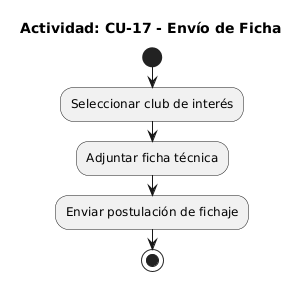 Actividad: CU-17 - Envío de Ficha
Seleccionar club de interés
Adjuntar ficha técnica
Enviar postulación de fichaje